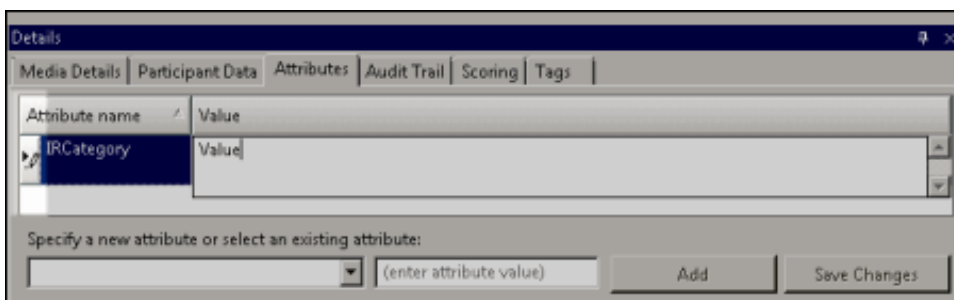 Details
Media Details Participant Data Attributes Audit Trail Scoring Tags
Attribute name Value
IRCategory Value
Specify a new attribute or select an existing attribute:
(enter attribute value) Add Save Changes